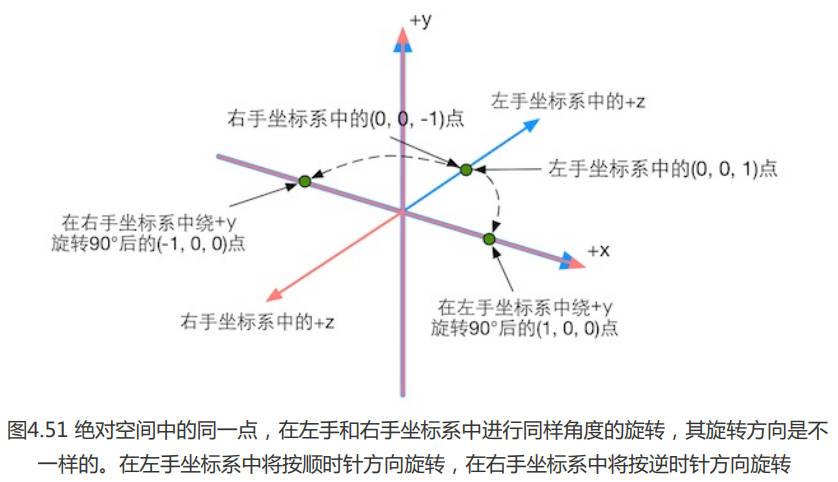 +y
左手坐标系中的+z
右手坐标系中的(0, 0, -1)点
左手坐标系中的(0, 0, 1)点
在右手坐标系中绕+y
旋转90°后的(-1, 0, 0)点
+x
右手坐标系中的+z
在左手坐标系中绕+y
旋转90°后的(1, 0, 0)点
图4.51 绝对空间中的同一点，在左手和右手坐标系中进行同样角度的旋转，其旋转方向是不
一样的。在左手坐标系中将按顺时针方向旋转，在右手坐标系中将按逆时针方向旋转